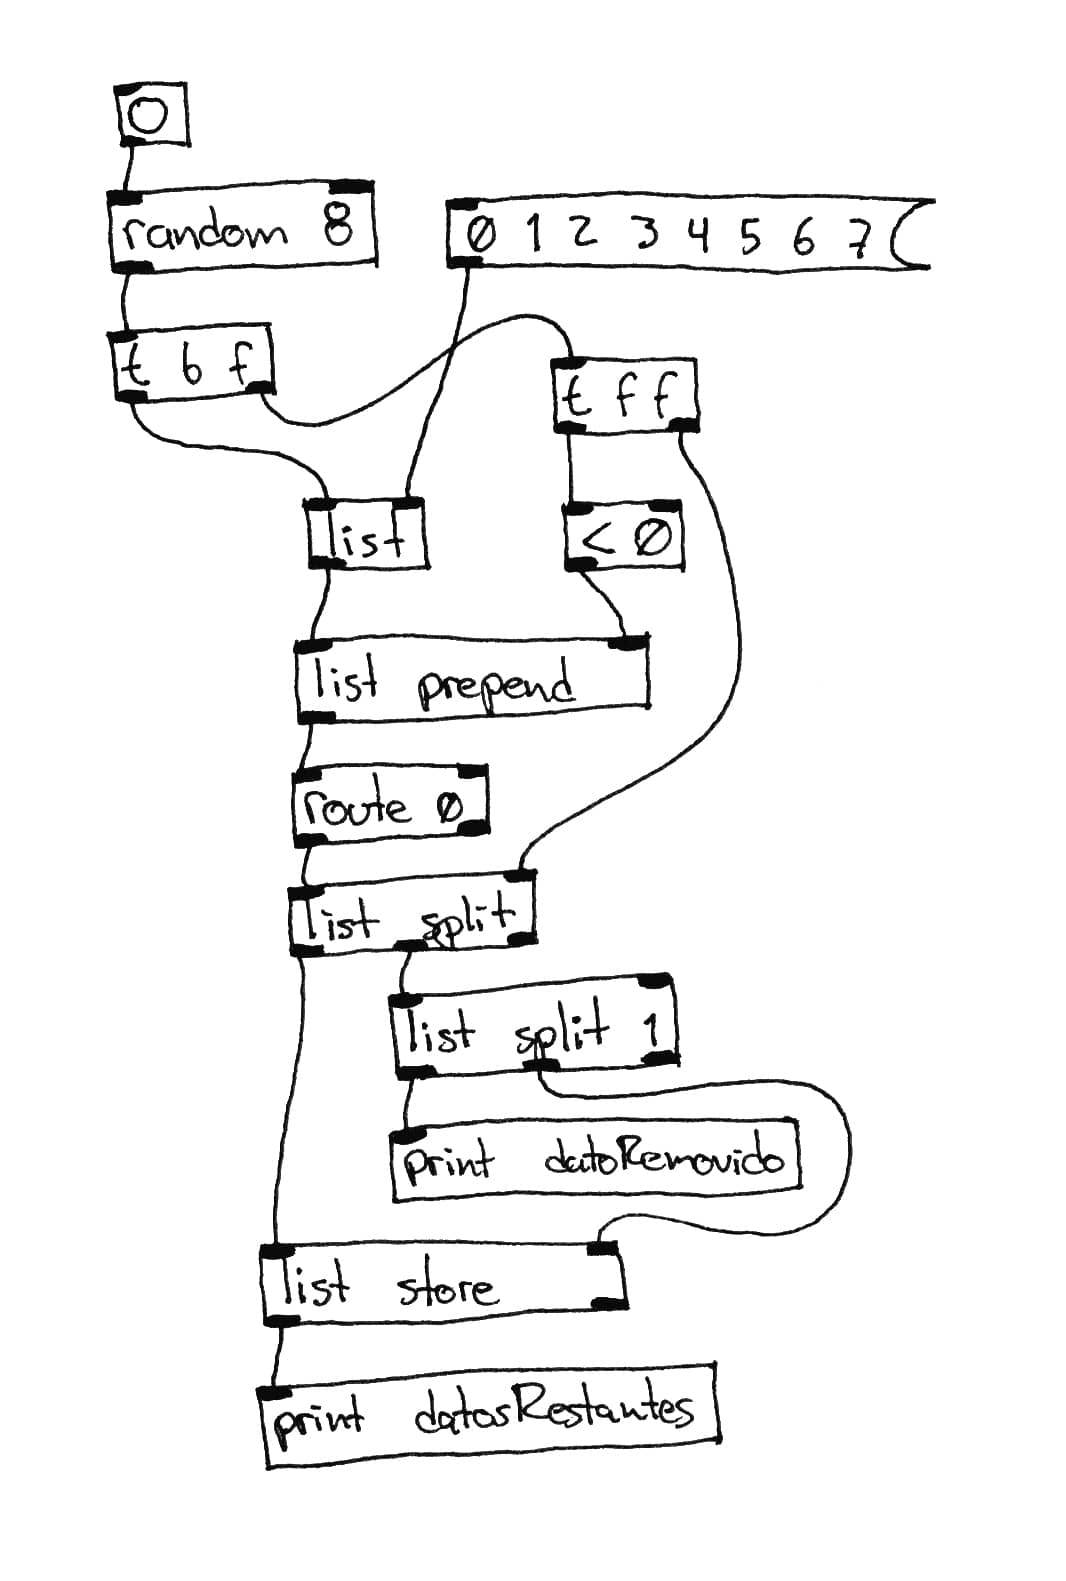 random 8
0 1 2 3 4 5 6 7
t b f
t f f
list
< 0
list prepend
route 0
list split
list split 1
print datoRemovido
list store
print datosRestantes